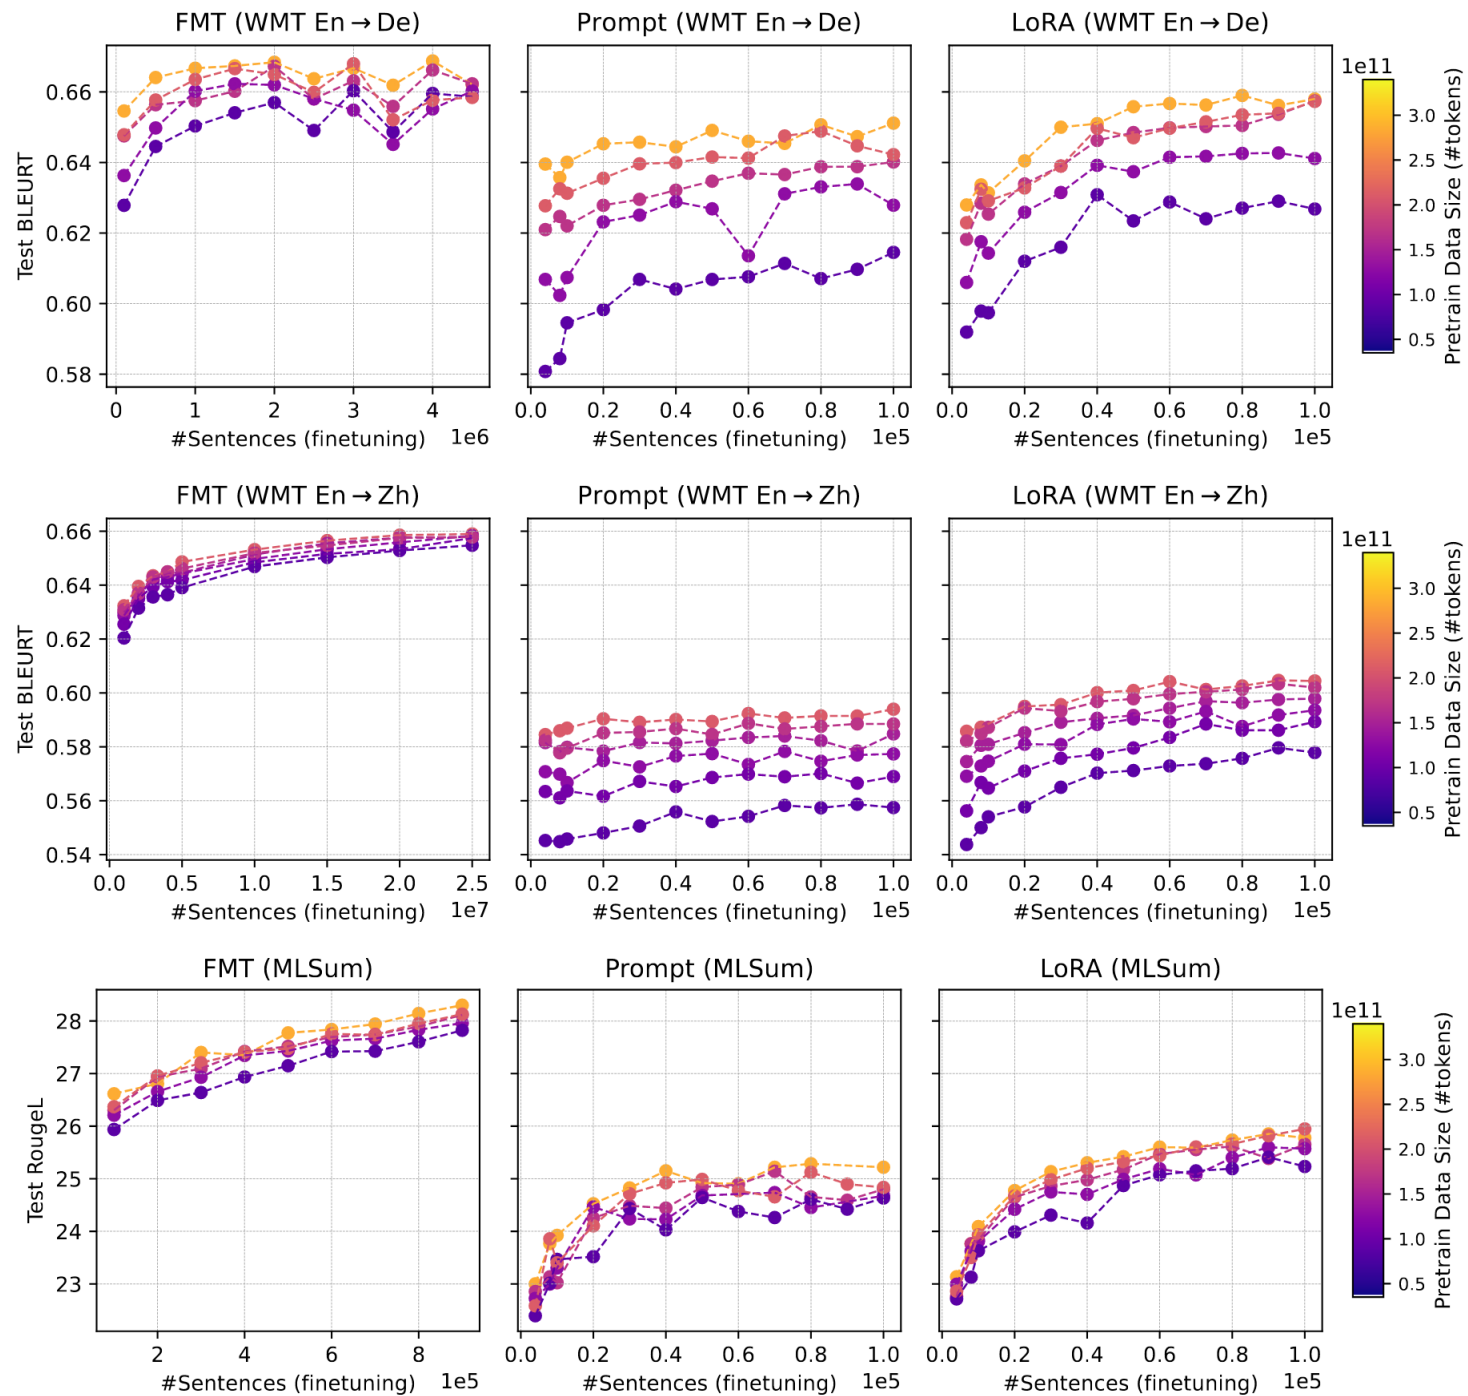 FMT (WMT En→De)
Prompt (WMT En→De)
LoRA (WMT En→De)
Test BLEURT
0.66
0.64
0.62
0.60
0.58
0 1 2 3 4
#Sentences (finetuning) 1e6
0.0 0.2 0.4 0.6 0.8 1.0
#Sentences (finetuning) 1e5
0.0 0.2 0.4 0.6 0.8 1.0
#Sentences (finetuning) 1e5
1e11
3.0
2.5
2.0
1.5
1.0
0.5
Pretrain Data Size (#tokens)
FMT (WMT En→Zh)
Prompt (WMT En→Zh)
LoRA (WMT En→Zh)
Test BLEURT
0.66
0.64
0.62
0.60
0.58
0.56
0.54
0.0 0.5 1.0 1.5 2.0 2.5
#Sentences (finetuning) 1e7
0.0 0.2 0.4 0.6 0.8 1.0
#Sentences (finetuning) 1e5
0.0 0.2 0.4 0.6 0.8 1.0
#Sentences (finetuning) 1e5
1e11
3.0
2.5
2.0
1.5
1.0
0.5
Pretrain Data Size (#tokens)
FMT (MLSum)
Prompt (MLSum)
LoRA (MLSum)
Test RougeL
28
27
26
25
24
23
2 4 6 8
#Sentences (finetuning) 1e5
0.0 0.2 0.4 0.6 0.8 1.0
#Sentences (finetuning) 1e5
0.0 0.2 0.4 0.6 0.8 1.0
#Sentences (finetuning) 1e5
1e11
3.0
2.5
2.0
1.5
1.0
0.5
Pretrain Data Size (#tokens)